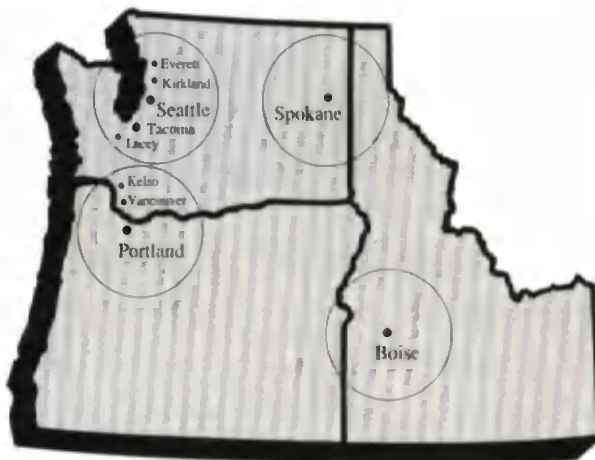 Everett
Kirkland
Seattle
Spokane
Tacoma
Lacey
Kelso
Vancouver
Portland
Boise